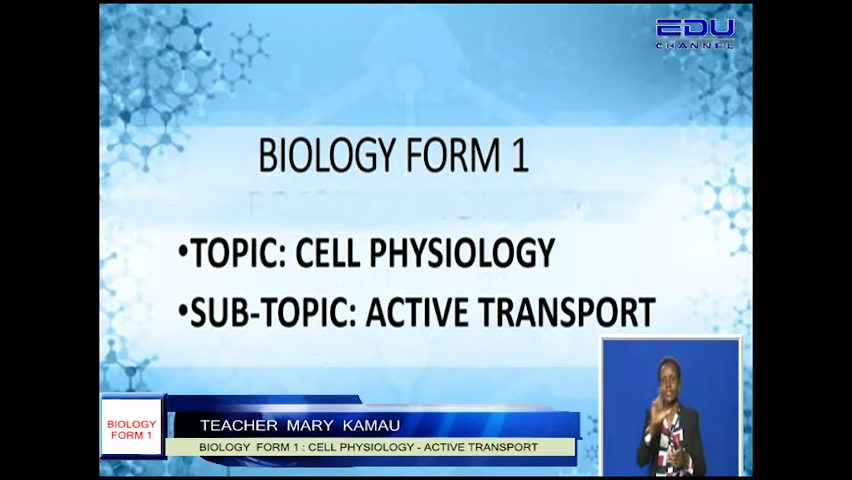 EDU
CHANNEL
BIOLOGY FORM 1
•TOPIC: CELL PHYSIOLOGY
•SUB-TOPIC: ACTIVE TRANSPORT
BIOLOGY
FORM 1
TEACHER MARY KAMAU
BIOLOGY FORM 1 : CELL PHYSIOLOGY - ACTIVE TRANSPORT